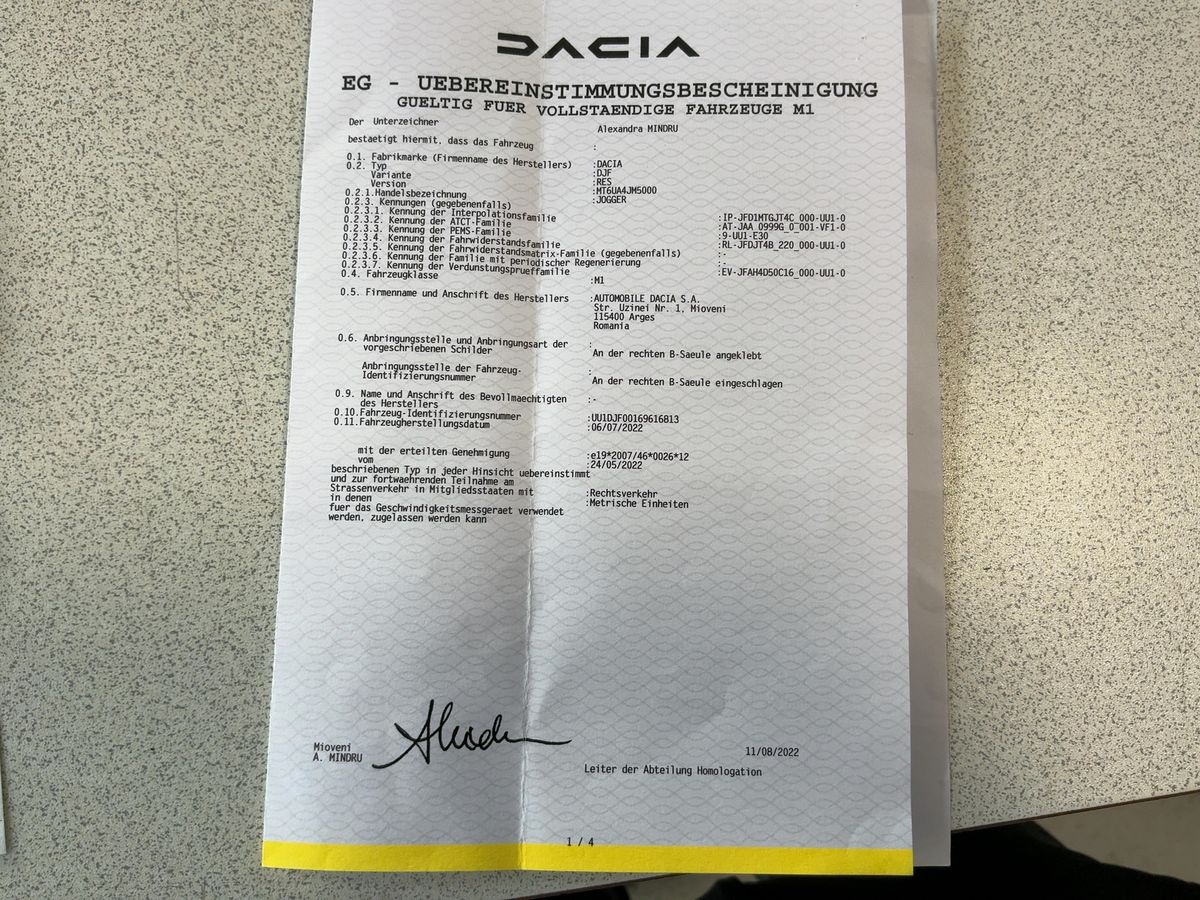 DACIA
EG - UEBEREINSTIMMUNGSBESCHEINIGUNG
GUELTIG FUER VOLLSTAENDIGE FAHRZEUGE M1
Der Unterzeichner Alexandra MINDRU
bestaetigt hiermit, dass das Fahrzeug :
0.1. Fabrikmarke (Firmenname des Herstellers) :DACIA
0.2. Typ :DJF
Variante :RES
Version :MT6UA4JM5000
0.2.1.Handelsbezeichnung :JOGGER
0.2.3. Kennungen (gegebenenfalls)
0.2.3.1. Kennung der Interpolationsfamilie :IP-JFD1MTGJT4C_000-UU1-0
0.2.3.2. Kennung der ATCT-Familie :AT-JAA_0999G_0_001-VF1-0
0.2.3.3. Kennung der PEMS-Familie :9-UU1-E30
0.2.3.4. Kennung der Fahrwiderstandsfamilie :RL-JFDJT4B_220_000-UU1-0
0.2.3.5. Kennung der Fahrwiderstandsmatrix-Familie (gegebenenfalls) :-
0.2.3.6. Kennung der Familie mit periodischer Regenerierung :-
0.2.3.7. Kennung der Verdunstungsprueffamilie :EV-JFAH4D50C16_000-UU1-0
0.4. Fahrzeugklasse :M1
0.5. Firmenname und Anschrift des Herstellers :AUTOMOBILE DACIA S.A.
Str. Uzinei Nr. 1, Mioveni
115400 Arges
Romania
0.6. Anbringungsstelle und Anbringungsart der :
vorgeschriebenen Schilder An der rechten B-Saeule angeklebt
Anbringungsstelle der Fahrzeug- :
Identifizierungsnummer An der rechten B-Saeule eingeschlagen
0.9. Name und Anschrift des Bevollmaechtigten :-
des Herstellers
0.10.Fahrzeug-Identifizierungsnummer :UU1DJF00169616813
0.11.Fahrzeugherstellungsdatum :06/07/2022
mit der erteilten Genehmigung :e19*2007/46*0026*12
vom :24/05/2022
beschriebenen Typ in jeder Hinsicht uebereinstimmt
und zur fortwaehrenden Teilnahme am
Strassenverkehr in Mitgliedsstaaten mit :Rechtsverkehr
in denen :Metrische Einheiten
fuer das Geschwindigkeitsmessgeraet verwendet
werden, zugelassen werden kann
Mioveni 11/08/2022
A. MINDRU
Leiter der Abteilung Homologation
1 / 4